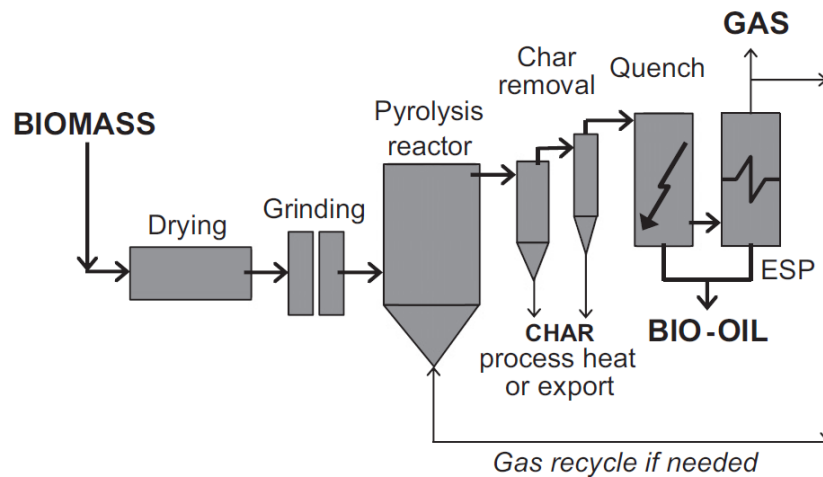 GAS
Char
removal
Quench
BIOMASS
Pyrolysis
reactor
Drying
Grinding
ESP
CHAR
process heat
or export
BIO-OIL
Gas recycle if needed